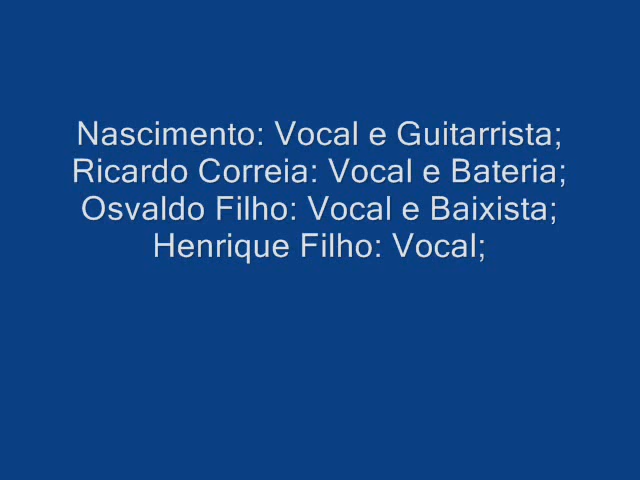 Nascimento: Vocal e Guitarrista;
Ricardo Correia: Vocal e Bateria;
Osvaldo Filho: Vocal e Baixista;
Henrique Filho: Vocal;